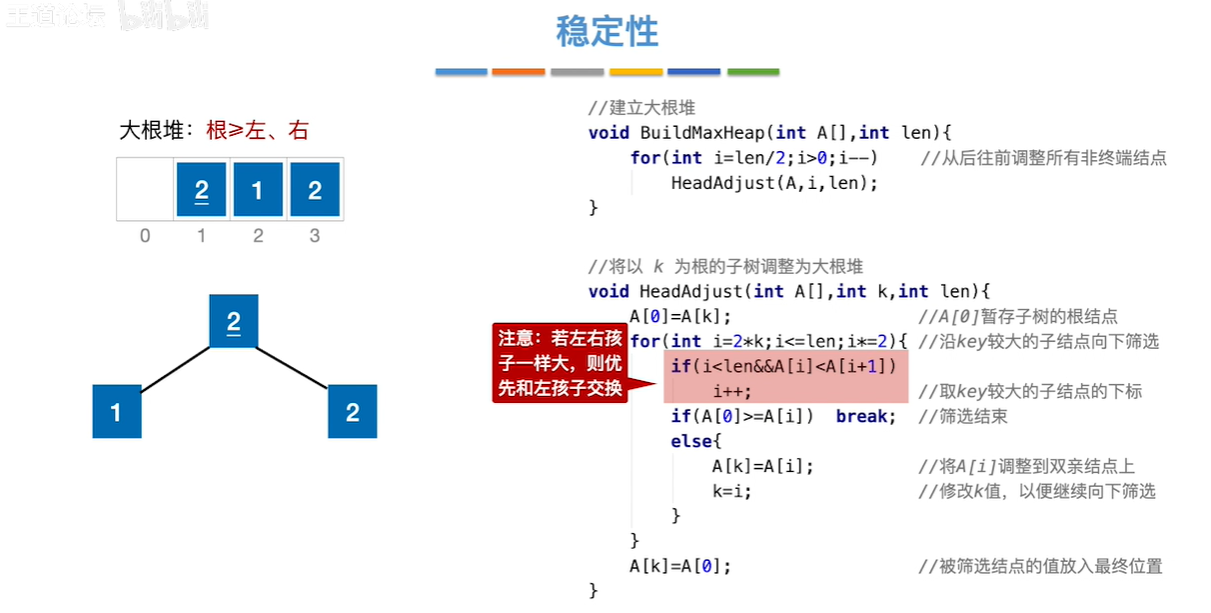 王道论坛 bilibili
稳定性
大根堆：根≥左、右
2 1 2
0 1 2 3
2
1 2
//建立大根堆
void BuildMaxHeap(int A[],int len){
for(int i=len/2;i>0;i--) //从后往前调整所有非终端结点
HeadAdjust(A,i,len);
}
//将以 k 为根的子树调整为大根堆
void HeadAdjust(int A[],int k,int len){
A[0]=A[k]; //A[0]暂存子树的根结点
for(int i=2*k;i<=len;i*=2){ //沿key较大的子结点向下筛选
if(i<len&&A[i]<A[i+1])
i++; //取key较大的子结点的下标
if(A[0]>=A[i]) break; //筛选结束
else{
A[k]=A[i]; //将A[i]调整到双亲结点上
k=i; //修改k值，以便继续向下筛选
}
}
A[k]=A[0]; //被筛选结点的值放入最终位置
}
注意：若左右孩
子一样大，则优
先和左孩子交换